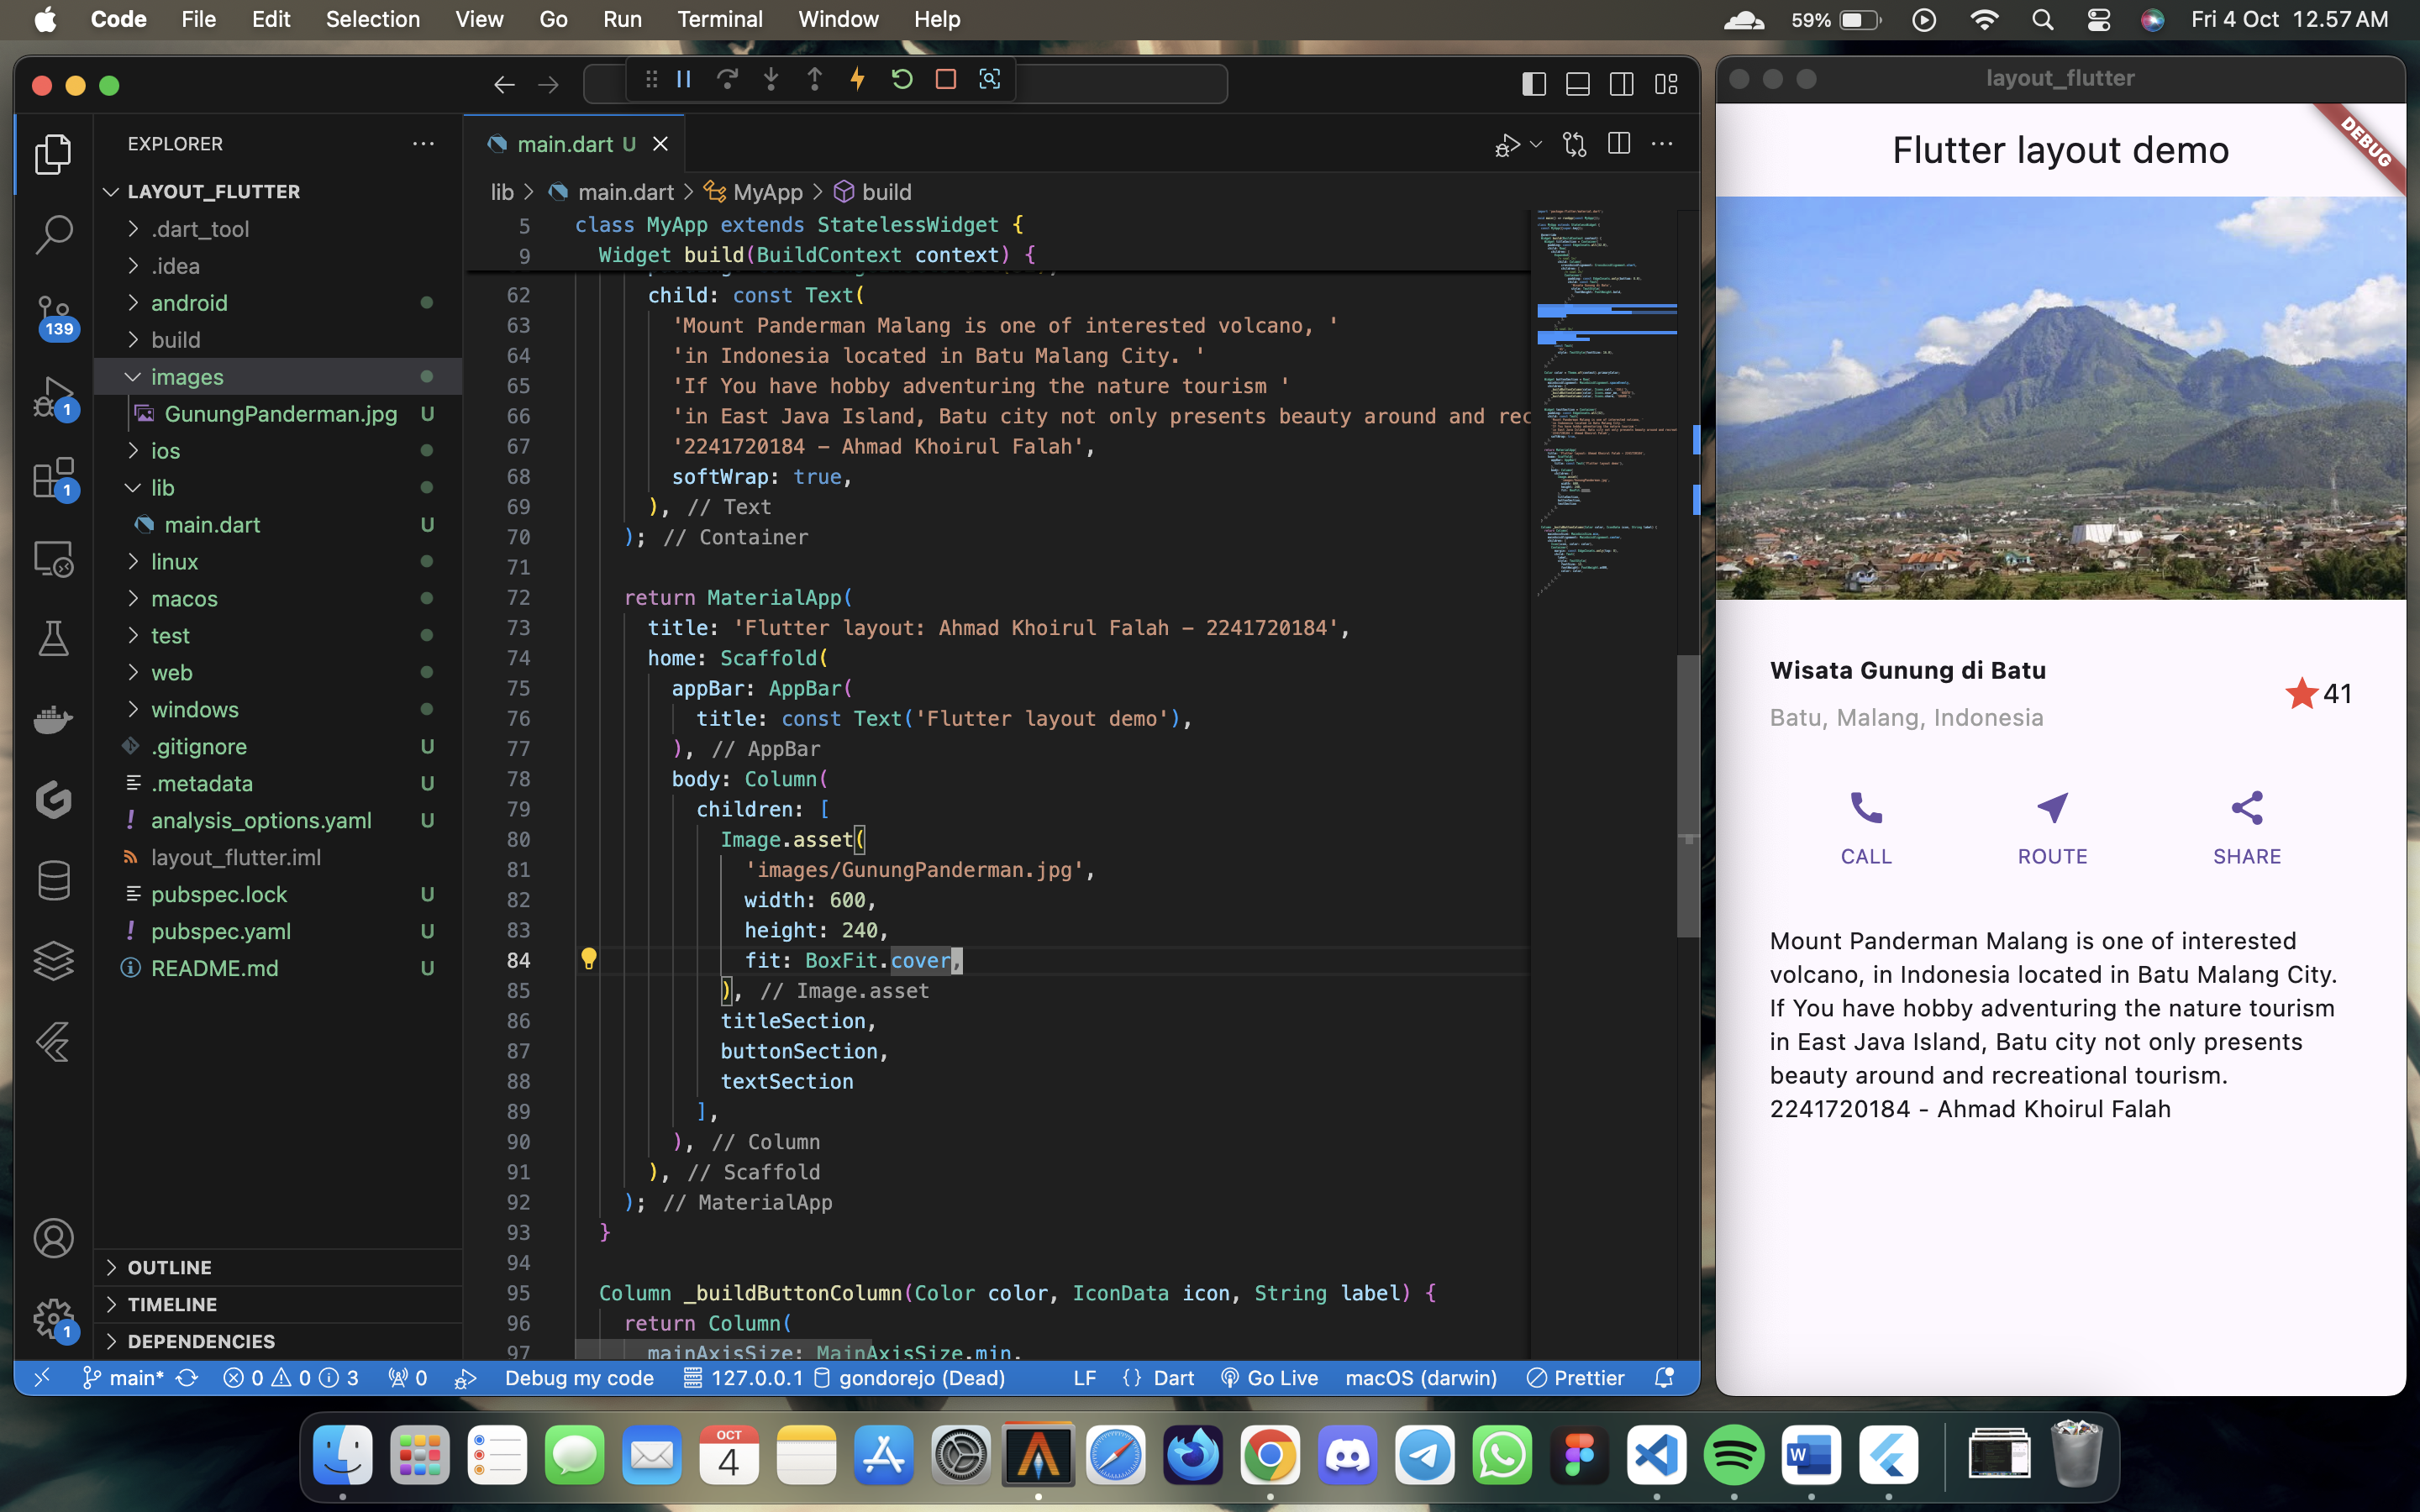 Code File Edit Selection View Go Run Terminal Window Help 59% Fri 4 Oct 12.57 AM
EXPLORER
LAYOUT_FLUTTER
.dart_tool
.idea
android
build
images
GunungPanderman.jpg U
ios
lib
main.dart U
linux
macos
test
web
windows
.gitignore U
.metadata U
! analysis_options.yaml U
layout_flutter.iml
pubspec.lock U
! pubspec.yaml U
README.md U
OUTLINE
TIMELINE
DEPENDENCIES
139
1
1
1
main.dart U
lib > main.dart > MyApp > build
5 class MyApp extends StatelessWidget {
9 Widget build(BuildContext context) {
62 child: const Text(
63 'Mount Panderman Malang is one of interested volcano, '
64 'in Indonesia located in Batu Malang City. '
65 'If You have hobby adventuring the nature tourism '
66 'in East Java Island, Batu city not only presents beauty around and rec
67 '2241720184 - Ahmad Khoirul Falah',
68 softWrap: true,
69 ), // Text
70 ); // Container
71
72 return MaterialApp(
73 title: 'Flutter layout: Ahmad Khoirul Falah - 2241720184',
74 home: Scaffold(
75 appBar: AppBar(
76 title: const Text('Flutter layout demo'),
77 ), // AppBar
78 body: Column(
79 children: [
80 Image.asset(
81 'images/GunungPanderman.jpg',
82 width: 600,
83 height: 240,
84 fit: BoxFit.cover,
85 ), // Image.asset
86 titleSection,
87 buttonSection,
88 textSection
89 ],
90 ), // Column
91 ), // Scaffold
92 ); // MaterialApp
93 }
94
95 Column _buildButtonColumn(Color color, IconData icon, String label) {
96 return Column(
97 mainAxisSize: MainAxisSize.min,
main* 0 0 3 0 Debug my code 127.0.0.1 gondorejo (Dead) LF {} Dart Go Live macOS (darwin) Prettier
layout_flutter
DEBUG
Flutter layout demo
Wisata Gunung di Batu
Batu, Malang, Indonesia
41
CALL ROUTE SHARE
Mount Panderman Malang is one of interested
volcano, in Indonesia located in Batu Malang City.
If You have hobby adventuring the nature tourism
in East Java Island, Batu city not only presents
beauty around and recreational tourism.
2241720184 - Ahmad Khoirul Falah
OCT
4
W